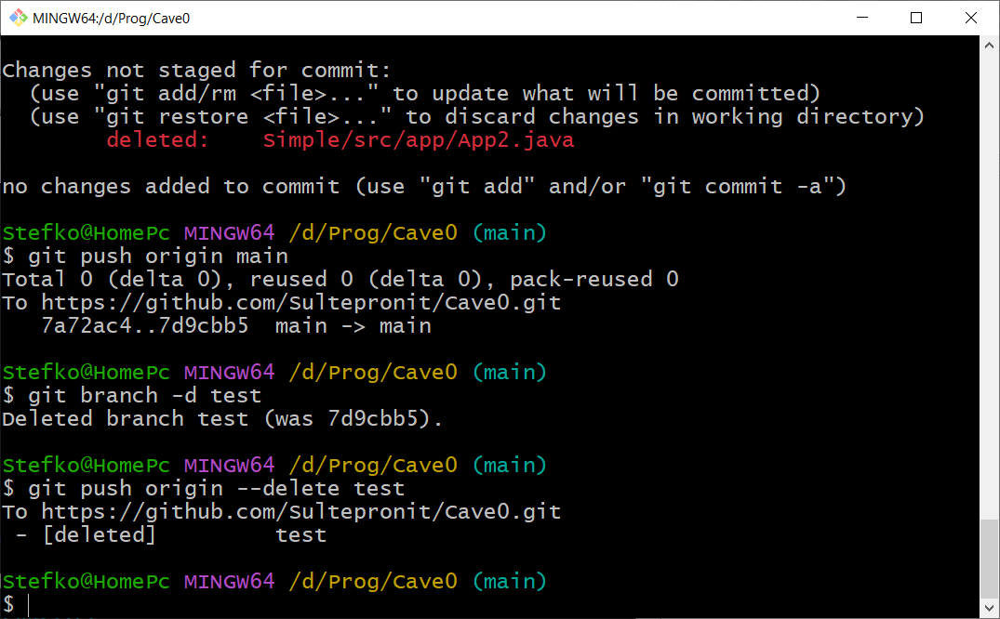 MINGW64:/d/Prog/Cave0
Changes not staged for commit:
  (use "git add/rm <file>..." to update what will be committed)
  (use "git restore <file>..." to discard changes in working directory)
        deleted:    Simple/src/app/App2.java
no changes added to commit (use "git add" and/or "git commit -a")
Stefko@HomePc MINGW64 /d/Prog/Cave0 (main)
$ git push origin main
Total 0 (delta 0), reused 0 (delta 0), pack-reused 0
To https://github.com/Sultepronit/Cave0.git
   7a72ac4..7d9cbb5  main -> main
Stefko@HomePc MINGW64 /d/Prog/Cave0 (main)
$ git branch -d test
Deleted branch test (was 7d9cbb5).
Stefko@HomePc MINGW64 /d/Prog/Cave0 (main)
$ git push origin --delete test
To https://github.com/Sultepronit/Cave0.git
 - [deleted]         test
Stefko@HomePc MINGW64 /d/Prog/Cave0 (main)
$